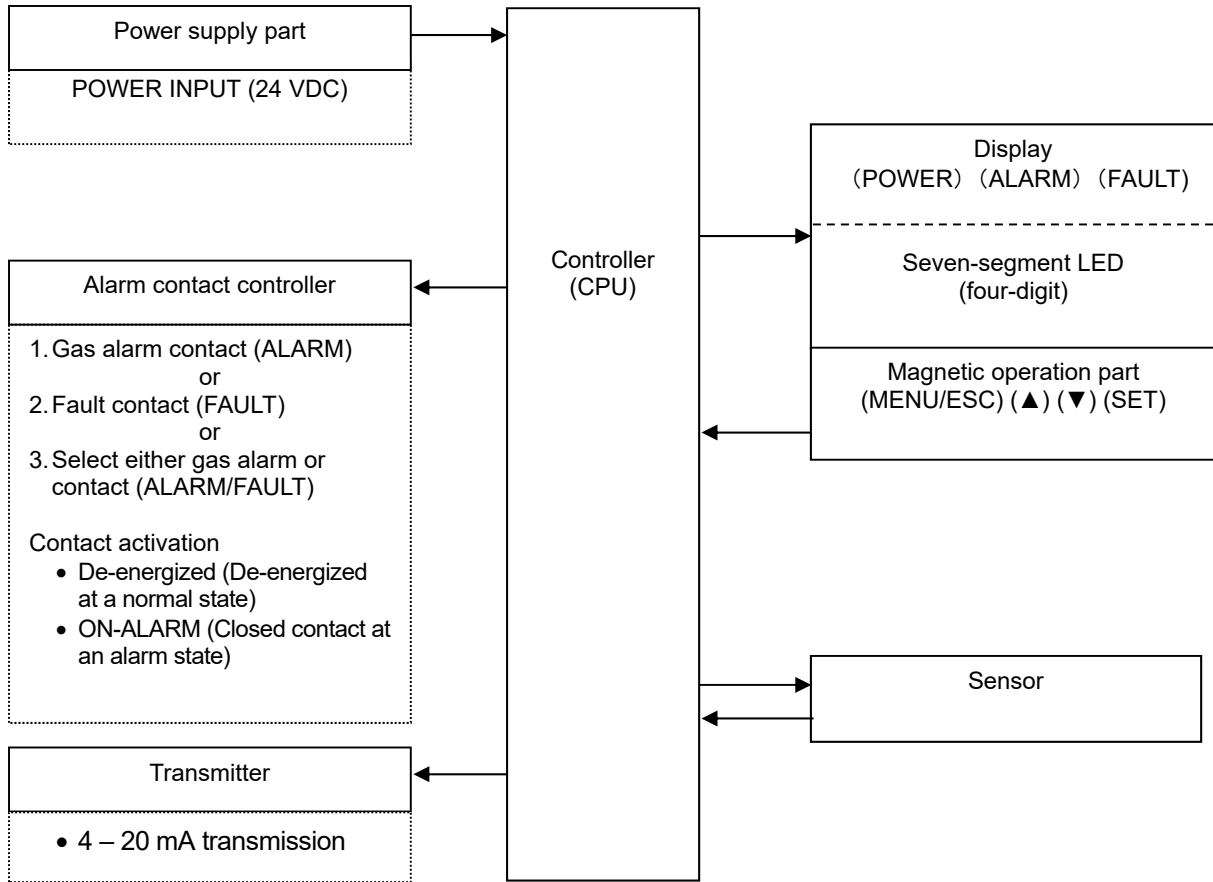 Power supply part
POWER INPUT (24 VDC)
Alarm contact controller
1. Gas alarm contact (ALARM)
or
2. Fault contact (FAULT)
or
3. Select either gas alarm or
contact (ALARM/FAULT)
Contact activation
• De-energized (De-energized
at a normal state)
• ON-ALARM (Closed contact at
an alarm state)
Transmitter
• 4 – 20 mA transmission
Controller
(CPU)
Display
（POWER）（ALARM）（FAULT）
Seven-segment LED
(four-digit)
Magnetic operation part
(MENU/ESC) (▲) (▼) (SET)
Sensor